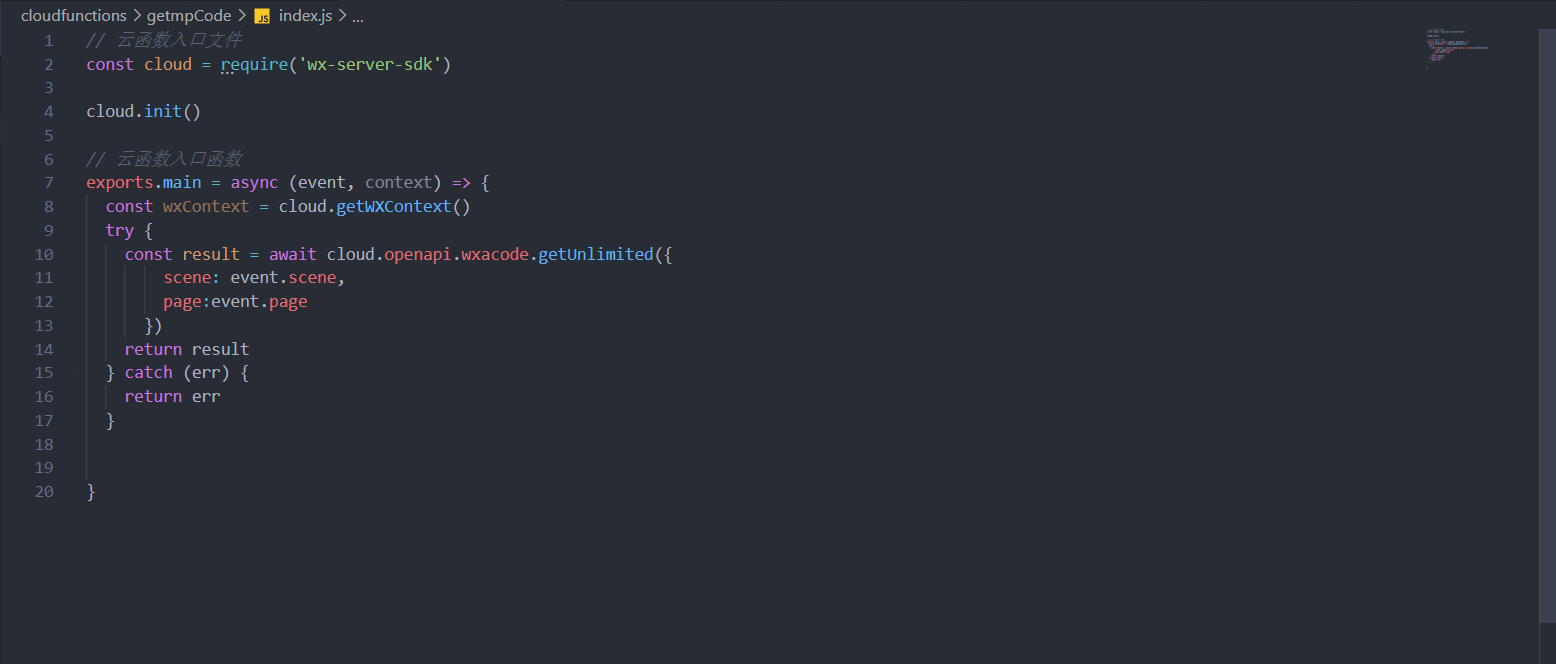 cloudfunctions > getmpCode > JS index.js > ...
1 // 云函数入口文件
2 const cloud = require('wx-server-sdk')
3
4 cloud.init()
5
6 // 云函数入口函数
7 exports.main = async (event, context) => {
8   const wxContext = cloud.getWXContext()
9   try {
10     const result = await cloud.openapi.wxacode.getUnlimited({
11         scene: event.scene,
12         page:event.page
13       })
14     return result
15   } catch (err) {
16     return err
17   }
18
19
20 }